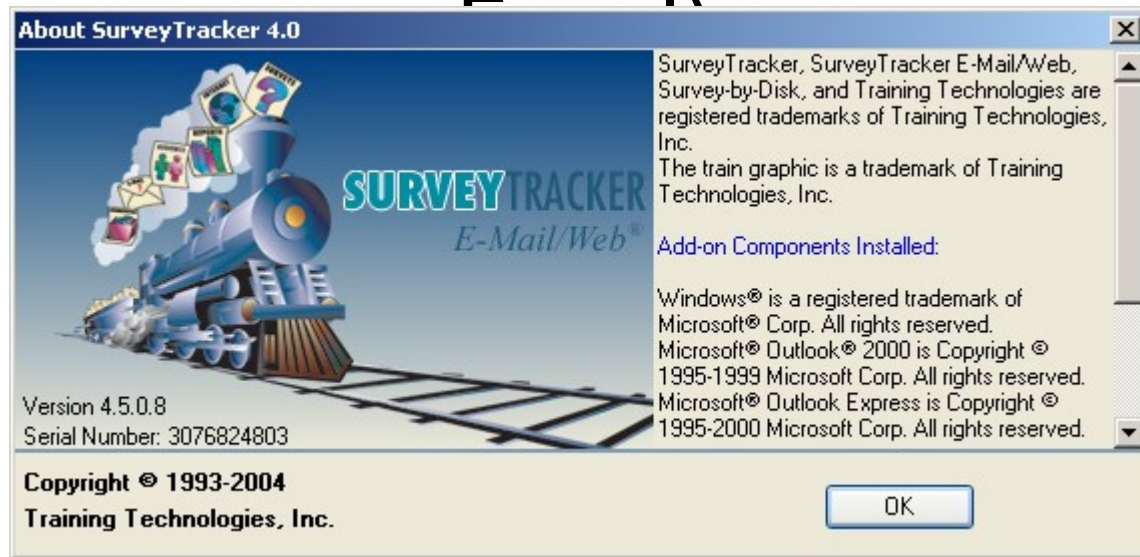 About SurveyTracker 4.0
SURVEYTRACKER
E-Mail/Web®
Version 4.5.0.8
Serial Number: 3076824803
SurveyTracker, SurveyTracker E-Mail/Web,
Survey-by-Disk, and Training Technologies are
registered trademarks of Training Technologies,
Inc.
The train graphic is a trademark of Training
Technologies, Inc.
Add-on Components Installed:
Windows® is a registered trademark of
Microsoft® Corp. All rights reserved.
Microsoft® Outlook® 2000 is Copyright ©
1995-1999 Microsoft Corp. All rights reserved.
Microsoft® Outlook Express is Copyright ©
1995-2000 Microsoft Corp. All rights reserved.
Copyright © 1993-2004
Training Technologies, Inc.
OK
SURVEYS
INTERNET
REPORTS